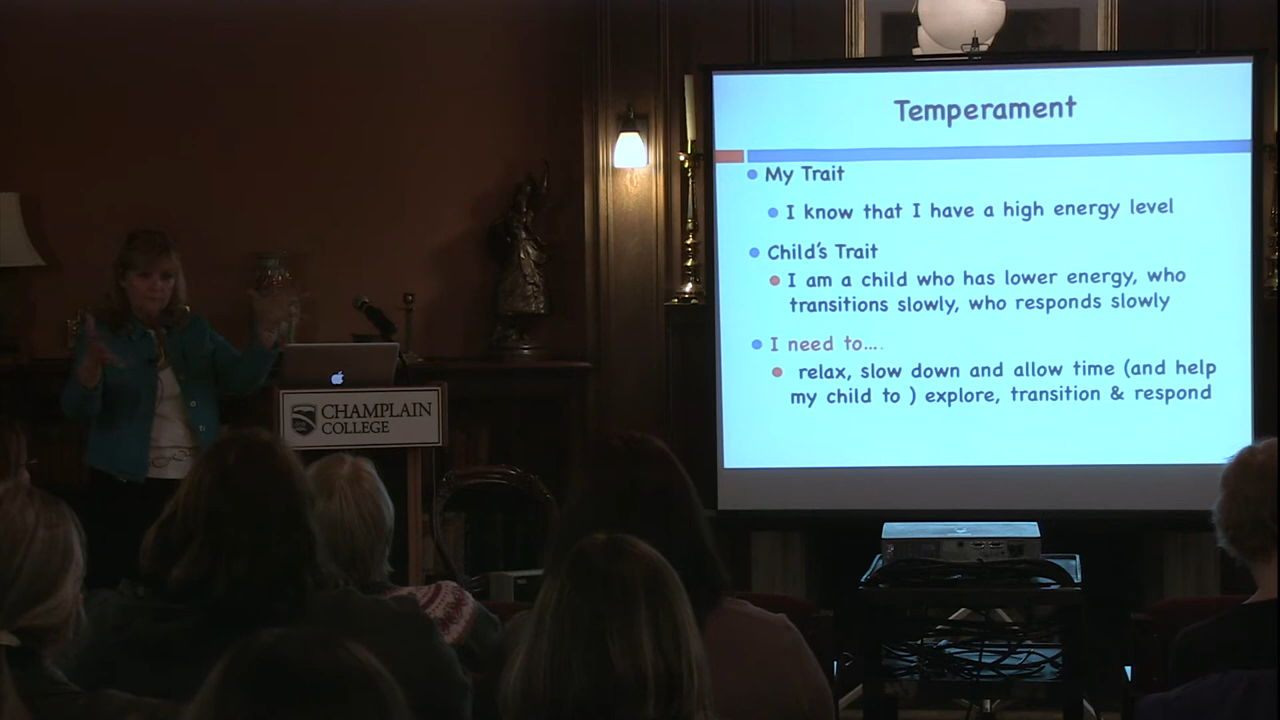 Temperament
My Trait
I know that I have a high energy level
Child's Trait
I am a child who has lower energy, who
transitions slowly, who responds slowly
I need to....
relax, slow down and allow time (and help
my child to ) explore, transition & respond
CHAMPLAIN
COLLEGE